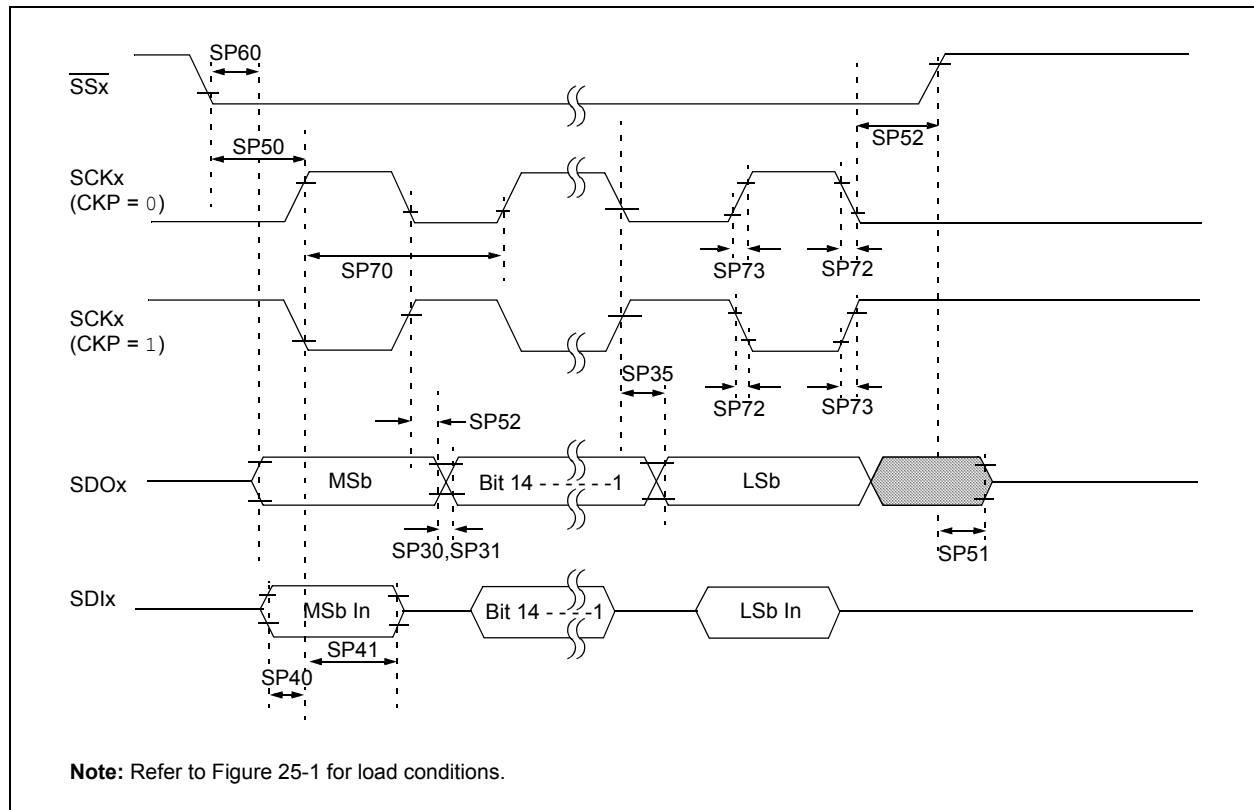 SP60
SSx
SP50
SP52
SCKx
(CKP = 0)
SP70
SP73
SP72
SCKx
(CKP = 1)
SP35
SP72
SP73
SP52
SDOx
MSb
Bit 14 - - - - - -1
LSb
SP30,SP31
SP51
SDIx
MSb In
Bit 14 - - - -1
LSb In
SP41
SP40
Note: Refer to Figure 25-1 for load conditions.